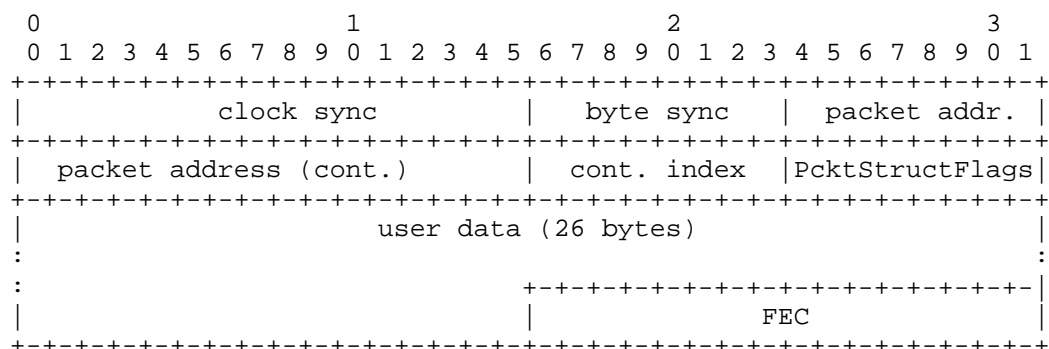 0                   1                   2                   3
 0 1 2 3 4 5 6 7 8 9 0 1 2 3 4 5 6 7 8 9 0 1 2 3 4 5 6 7 8 9 0 1
+-+-+-+-+-+-+-+-+-+-+-+-+-+-+-+-+-+-+-+-+-+-+-+-+-+-+-+-+-+-+-+-+
|           clock sync          |   byte sync   |  packet addr. |
+-+-+-+-+-+-+-+-+-+-+-+-+-+-+-+-+-+-+-+-+-+-+-+-+-+-+-+-+-+-+-+-+
|  packet address (cont.)       |  cont. index  |PcktStructFlags|
+-+-+-+-+-+-+-+-+-+-+-+-+-+-+-+-+-+-+-+-+-+-+-+-+-+-+-+-+-+-+-+-+
|                      user data (26 bytes)                     |
:                                                               :
:                               +-+-+-+-+-+-+-+-+-+-+-+-+-+-+-+-|
|                               |              FEC              |
+-+-+-+-+-+-+-+-+-+-+-+-+-+-+-+-+-+-+-+-+-+-+-+-+-+-+-+-+-+-+-+-+